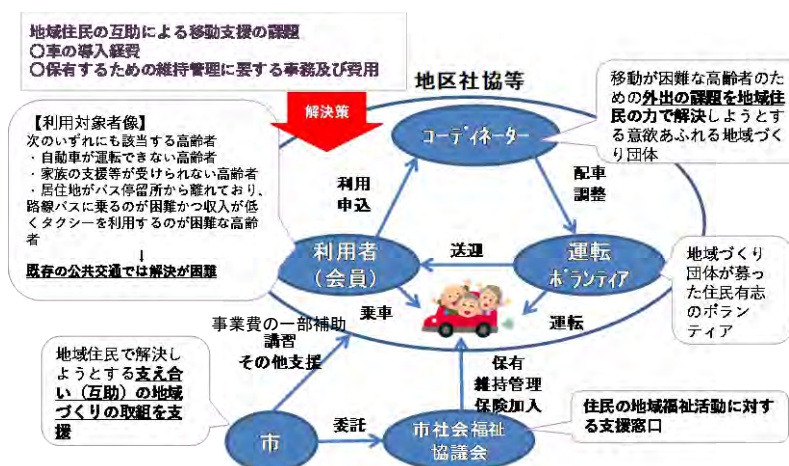 地域住民の互助による移動支援の課題
〇車の導入経費
〇保有するための維持管理に要する事務及び費用
解決策
地区社協等
移動が困難な高齢者の
ための外出の課題を地域住
民の力で解決しようとす
る意欲あふれる地域づく
り団体
【利用対象者像】
次のいずれにも該当する高齢者
・自動車が運転できない高齢者
・家族の支援等が受けられない高齢者
・居住地がバス停留所から離れており、
路線バスに乗るのが困難かつ収入が低
くタクシーを利用するのが困難な高齢
者
↓
既存の公共交通では解決が困難
コーディネーター
利用
申込
配車
調整
利用者
(会員)
送迎
運転
ボランティア
地域づくり
団体が募っ
た住民有志
のボラン
ティア
乗車
運転
事業費の一部補助
講習
その他支援
地域住民で解決し
ようとする支え合
い（互助）の地域
づくりの取組を支
援
保有
維持管理
保険加入
市
委託
市社会福祉
協議会
住民の地域福祉活動に対す
る支援窓口